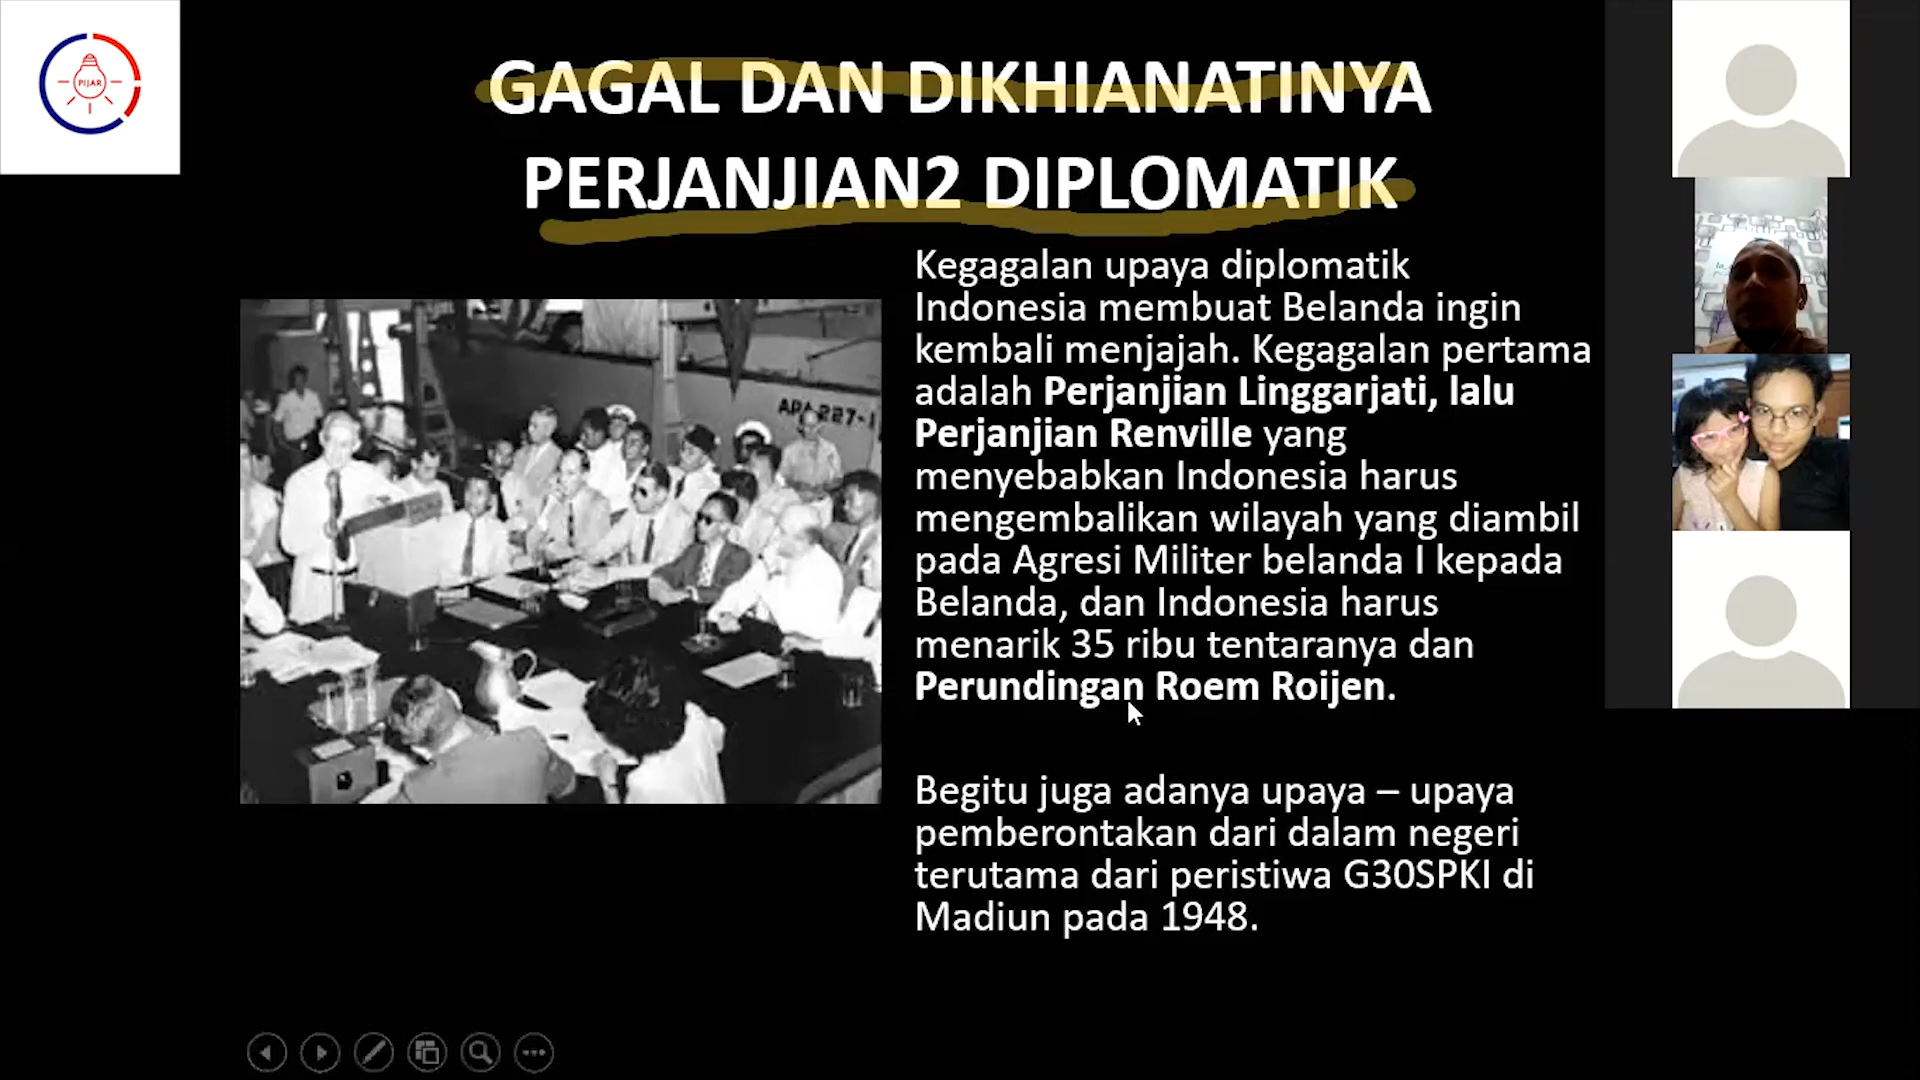 PIJAR
GAGAL DAN DIKHIANATINYA
PERJANJIAN2 DIPLOMATIK
APA 227-1
Kegagalan upaya diplomatik
Indonesia membuat Belanda ingin
kembali menjajah. Kegagalan pertama
adalah Perjanjian Linggarjati, lalu
Perjanjian Renville yang
menyebabkan Indonesia harus
mengembalikan wilayah yang diambil
pada Agresi Militer belanda I kepada
Belanda, dan Indonesia harus
menarik 35 ribu tentaranya dan
Perundingan Roem Roijen.
Begitu juga adanya upaya – upaya
pemberontakan dari dalam negeri
terutama dari peristiwa G30SPKI di
Madiun pada 1948.